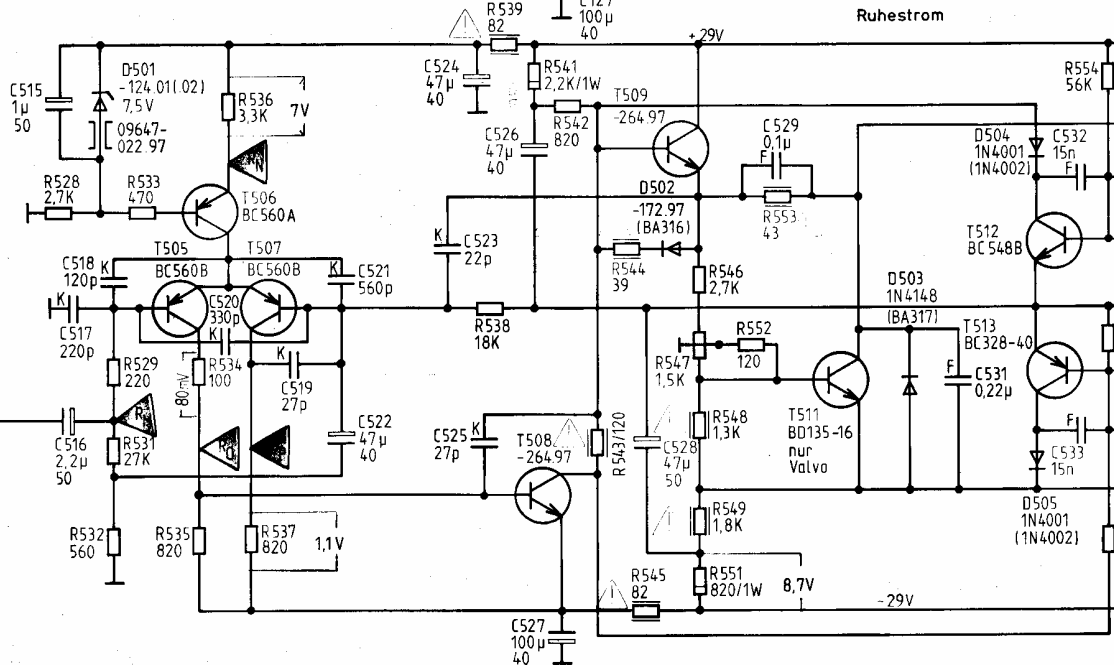 R539
82
C127
100µ
40
Ruhestrom
+29V
C515
1µ
50
D501
-124.01(.02)
7,5V
09647-
022.97
R536
3,3K
7V
C524
47µ
40
R541
2,2K/1W
R542
820
C526
47µ
40
T509
-264.97
C529
0,1µ
F
R554
56K
D504
1N4001
(1N4002)
C532
15n
F
R528
2,7K
R533
470
T506
BC560A
D502
-172.97
(BA316)
R553
43
T512
BC548B
C518
120p
K
T505
BC560B
T507
BC560B
K
C521
560p
K
C523
22p
R544
39
R546
2,7K
D503
1N4148
(BA317)
K
C517
220p
C520
330p
K
R538
18K
R547
1,5K
R552
120
T513
BC328-40
R529
220
R534
100
80mV
K
C519
27p
F
C531
0,22µ
C516
2,2µ
50
R531
27K
C522
47µ
40
C525
27p
K
T508
-264.97
R543/120
C528
47µ
50
R548
1,3K
T511
BD135-16
nur
Valvo
F
C533
15n
R532
560
R535
820
R537
820
1,1V
R549
1,8K
D505
1N4001
(1N4002)
R545
82
R551
820/1W
8,7V
-29V
C527
100µ
40